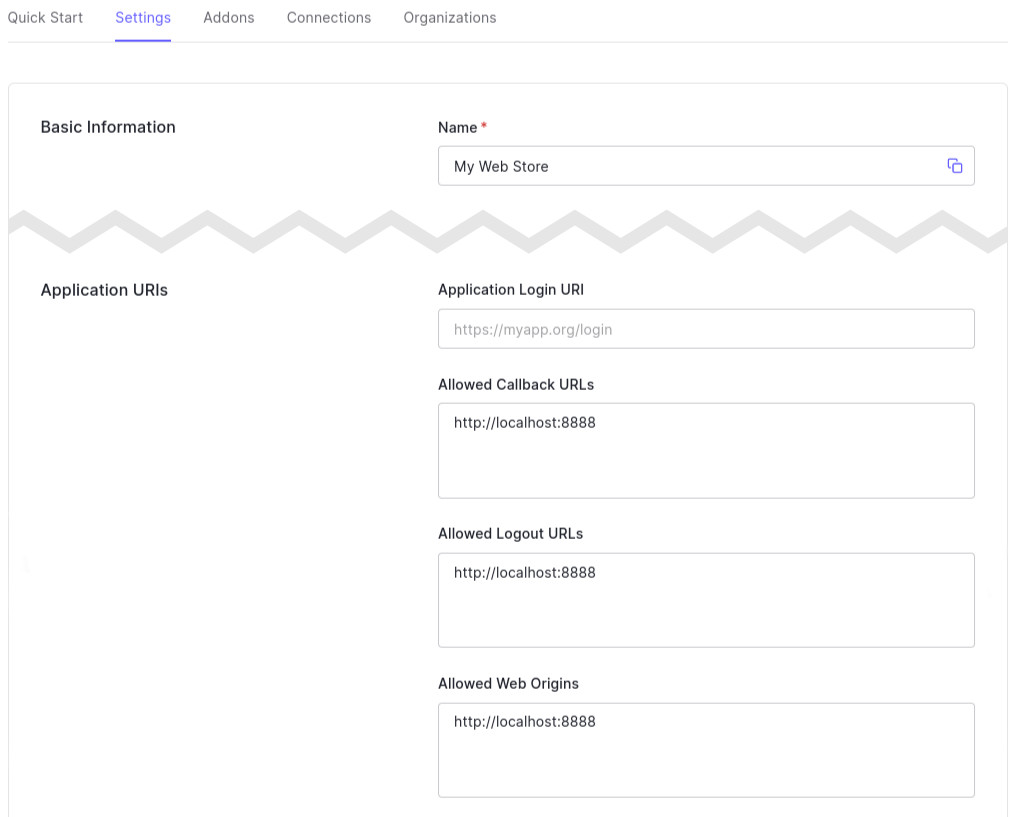 Quick Start Settings Addons Connections Organizations
Basic Information
Name *
My Web Store
Application URIs
Application Login URI
https://myapp.org/login
Allowed Callback URLs
http://localhost:8888
Allowed Logout URLs
http://localhost:8888
Allowed Web Origins
http://localhost:8888